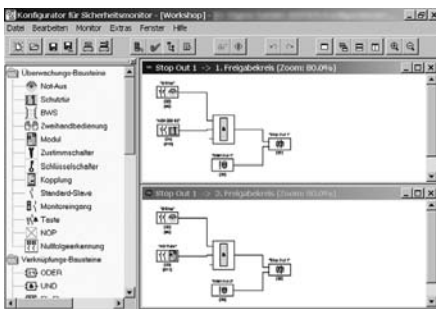 Konfigurator für Sicherheitsmonitor - [Workshop]
Datei Bearbeiten Monitor Extras Fenster Hilfe
Überwachungs-Bausteine
Not-Aus
Schutztür
BWS
Zweihandbedienung
Modul
Zustimmschalter
Schlüsselschalter
Kopplung
Standard-Slave
Monitoreingang
Taste
NOP
Nullfolgeerkennung
Verknüpfungs-Bausteine
ODER
UND
Stop Out 1 -> 1. Freigabekreis (Zoom: 80.0%)
Stop Out 1 -> 2. Freigabekreis (Zoom: 80.0%)